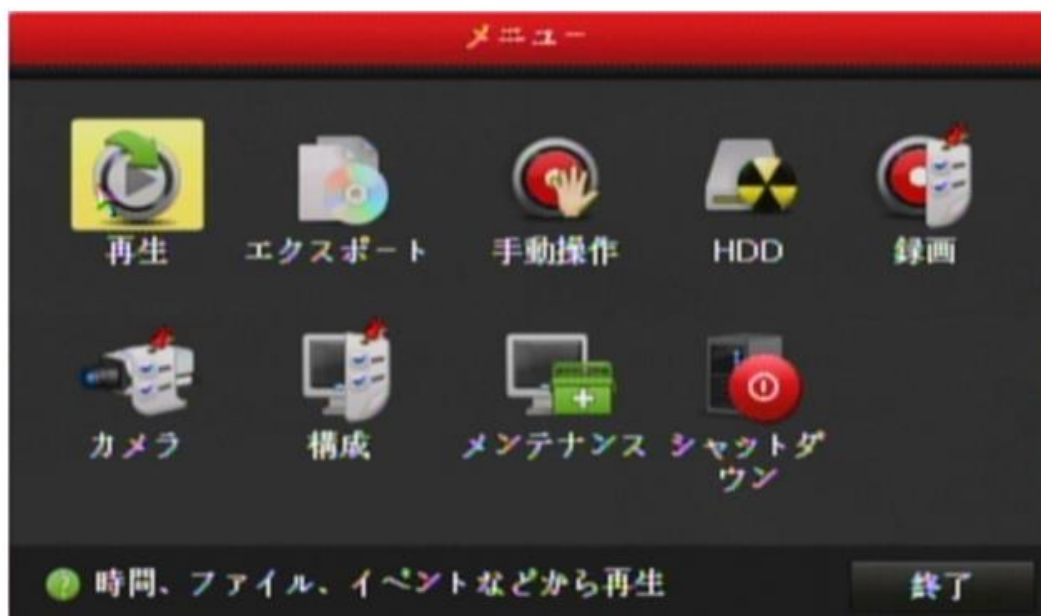 メニュー
再生
エクスポート
手動操作
HDD
録画
カメラ
構成
メンテナンス
シャットダ
ウン
時間、ファイル、イベントなどから再生
終了